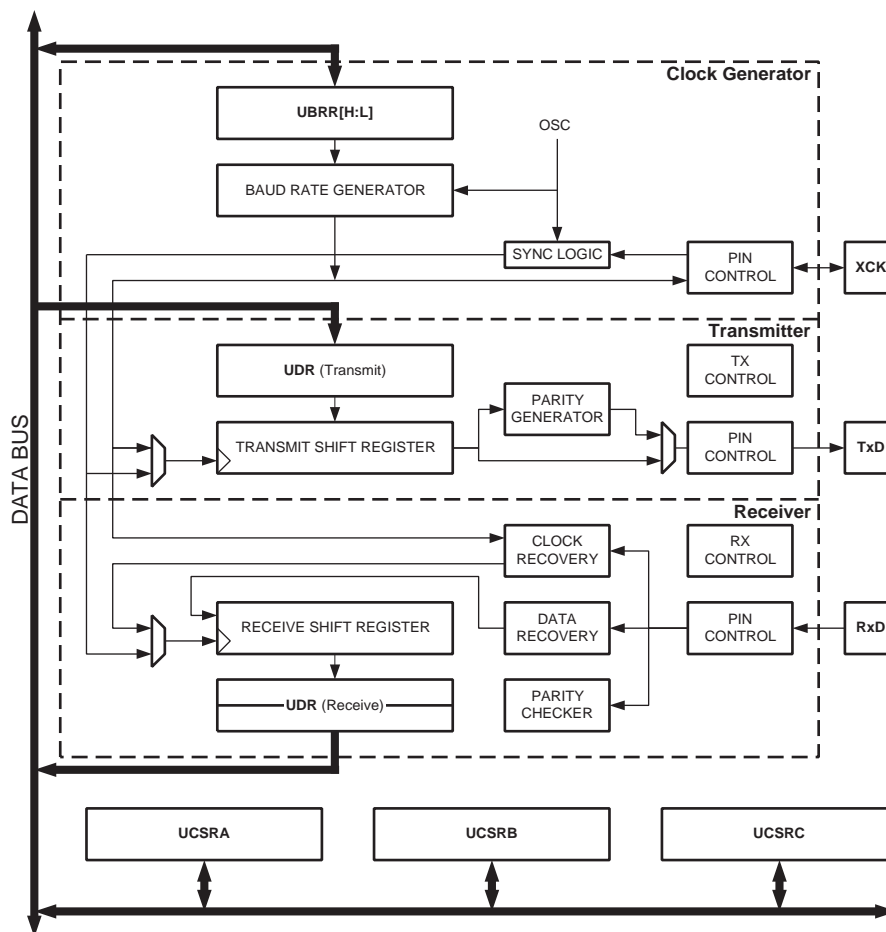 Clock Generator
UBRR[H:L]
OSC
BAUD RATE GENERATOR
SYNC LOGIC
PIN
CONTROL
XCK
Transmitter
UDR (Transmit)
TX
CONTROL
PARITY
GENERATOR
TRANSMIT SHIFT REGISTER
PIN
CONTROL
TxD
DATA BUS
Receiver
CLOCK
RECOVERY
RX
CONTROL
RECEIVE SHIFT REGISTER
DATA
RECOVERY
PIN
CONTROL
RxD
UDR (Receive)
PARITY
CHECKER
UCSRA
UCSRB
UCSRC